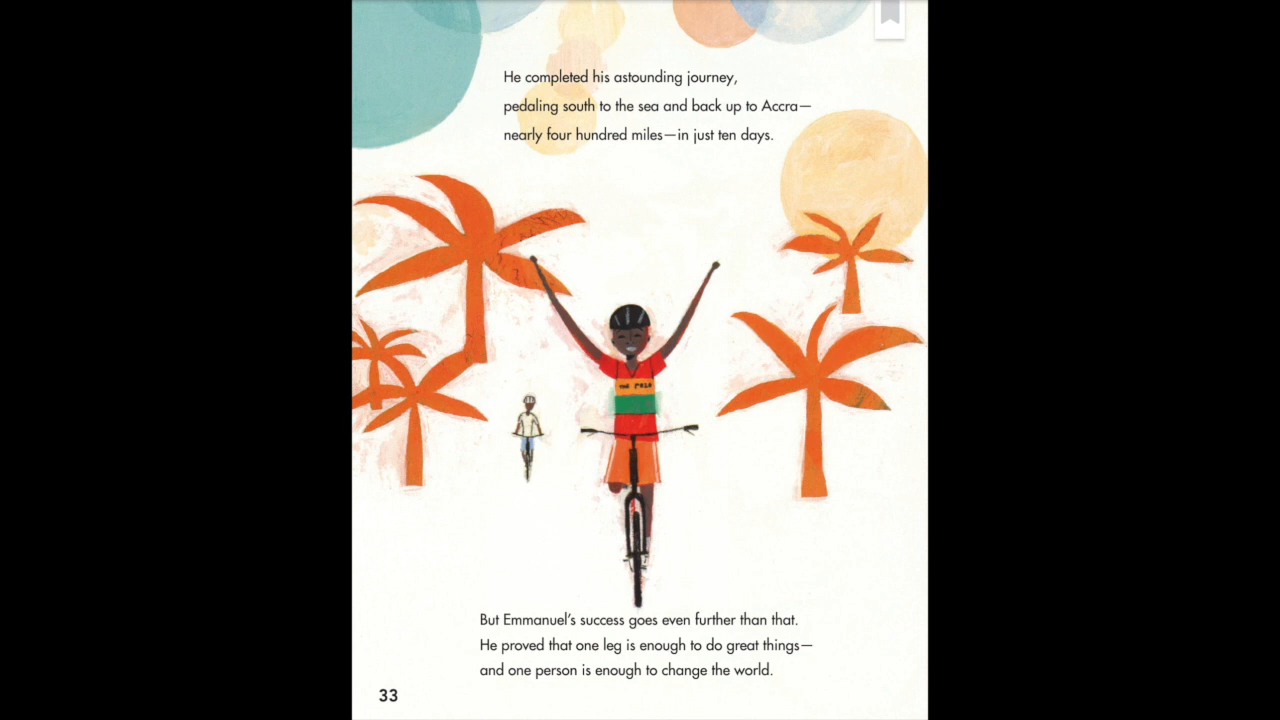 He completed his astounding journey,
pedaling south to the sea and back up to Accra—
nearly four hundred miles—in just ten days.
THE POZO
But Emmanuel's success goes even further than that.
He proved that one leg is enough to do great things—
and one person is enough to change the world.
33